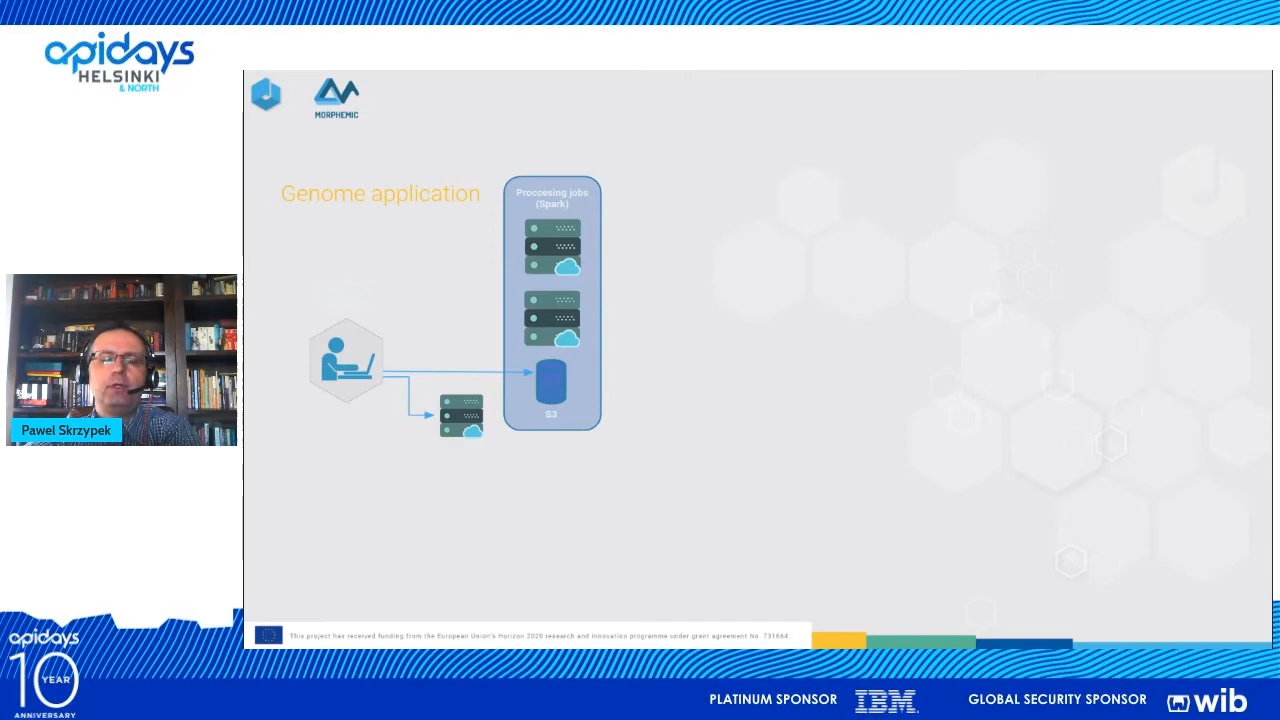 apidays
HELSINKI
& NORTH
MORPHEMIC
Genome application
Proccesing jobs
(Spark)
S3
Pawel Skrzypek
This project has received funding from the European Union's Horizon 2020 research and innovation programme under grant agreement No. 731664.
apidays
10
YEAR
ANNIVERSARY
PLATINUM SPONSOR
IBM
GLOBAL SECURITY SPONSOR
wib